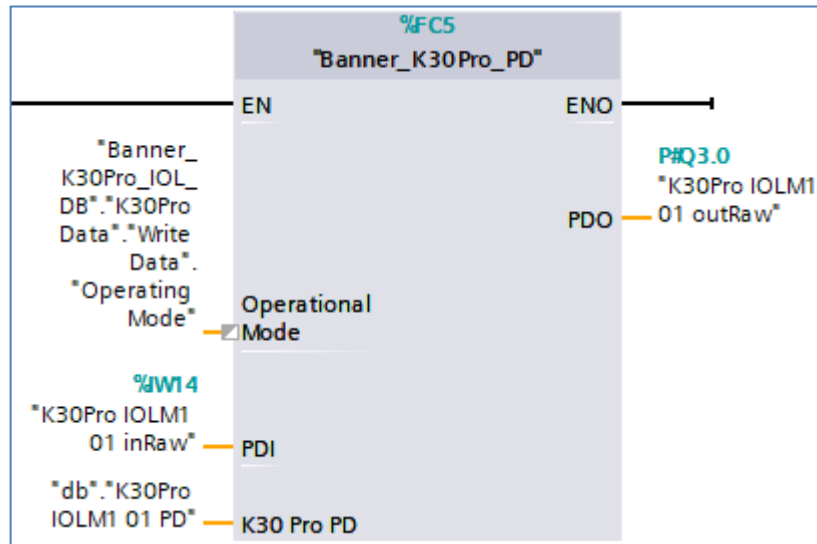 %FC5
"Banner_K30Pro_PD"
EN
ENO
"Banner_
K30Pro_IOL_
DB"."K30Pro
Data"."Write
Data".
"Operating
Mode"
Operational
Mode
%IW14
"K30Pro IOLM1
01 inRaw"
PDI
"db"."K30Pro
IOLM1 01 PD"
K30 Pro PD
P#Q3.0
"K30Pro IOLM1
01 outRaw"
PDO